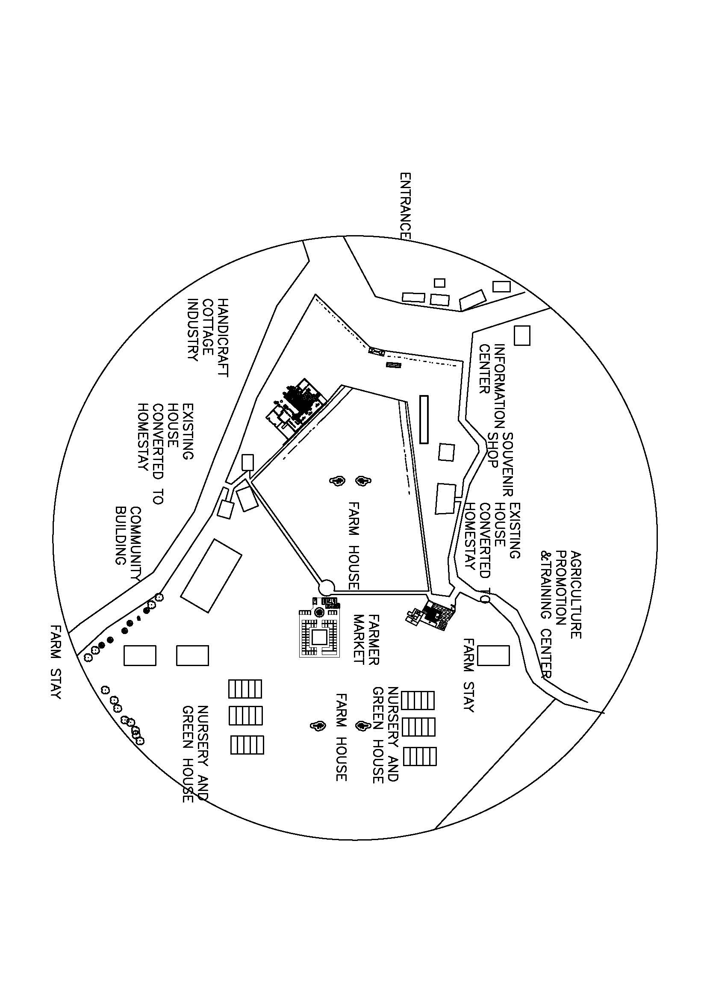 ENTRANCE
HANDICRAFT
COTTAGE
INDUSTRY
INFORMATION
CENTER
SOUVENIR
SHOP
EXISTING
HOUSE
CONVERTED TO
HOMESTAY
EXISTING
HOUSE
CONVERTED TO
HOMESTAY
COMMUNITY
BUILDING
FARM HOUSE
AGRICULTURE
PROMOTION
&TRAINING CENTER
FARMER
MARKET
FARM STAY
FARM STAY
NURSERY AND
GREEN HOUSE
FARM HOUSE
NURSERY AND
GREEN HOUSE